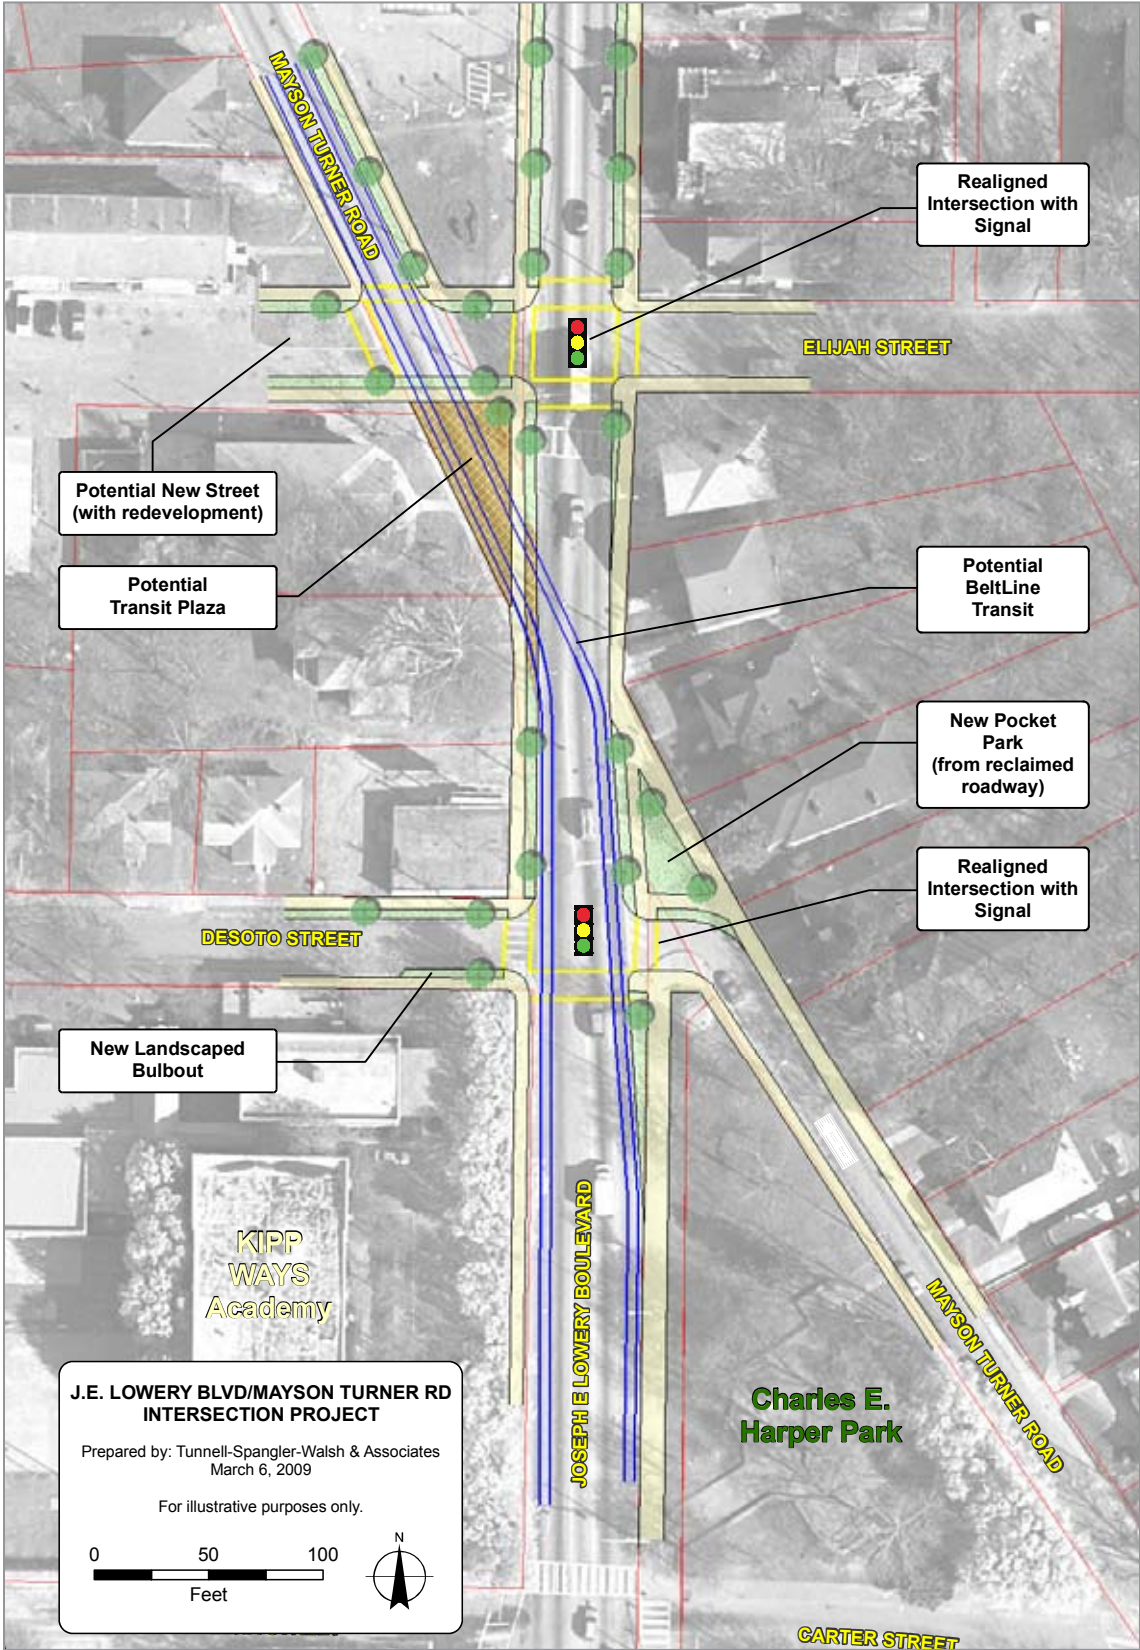 MAYSON TURNER ROAD
Realigned
Intersection with
Signal
ELIJAH STREET
Potential New Street
(with redevelopment)
Potential
Transit Plaza
Potential
BeltLine
Transit
New Pocket
Park
(from reclaimed
roadway)
Realigned
Intersection with
Signal
DESOTO STREET
New Landscaped
Bulbout
KIPP
WAYS
Academy
JOSEPH E LOWERY BOULEVARD
MAYSON TURNER ROAD
Charles E.
Harper Park
J.E. LOWERY BLVD/MAYSON TURNER RD
INTERSECTION PROJECT
Prepared by: Tunnell-Spangler-Walsh & Associates
March 6, 2009
For illustrative purposes only.
N
0 50 100
Feet
CARTER STREET